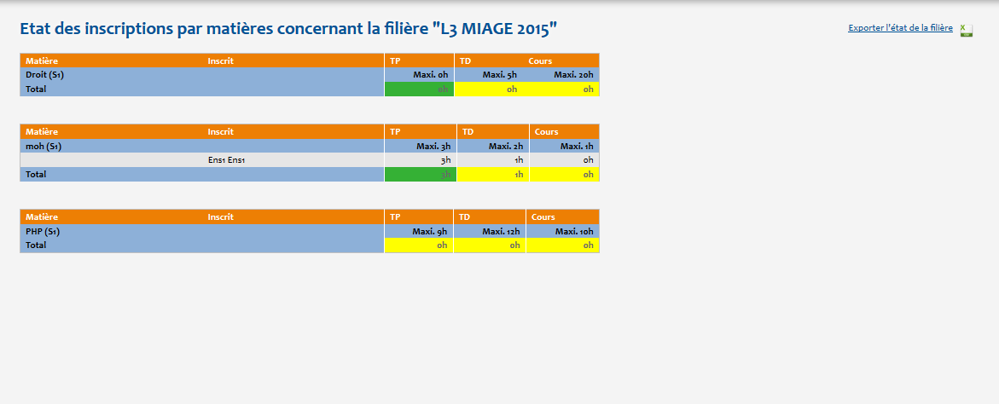 Etat des inscriptions par matières concernant la filière "L3 MIAGE 2015"
Exporter l'état de la filière
Matière Inscrit TP TD Cours
Droit (S1) Maxi. 0h Maxi. 5h Maxi. 20h
Total 0h 0h 0h
Matière Inscrit TP TD Cours
moh (S1) Maxi. 3h Maxi. 2h Maxi. 1h
Ens1 Ens1 3h 1h 0h
Total 3h 1h 0h
Matière Inscrit TP TD Cours
PHP (S1) Maxi. 9h Maxi. 12h Maxi. 10h
Total 0h 0h 0h